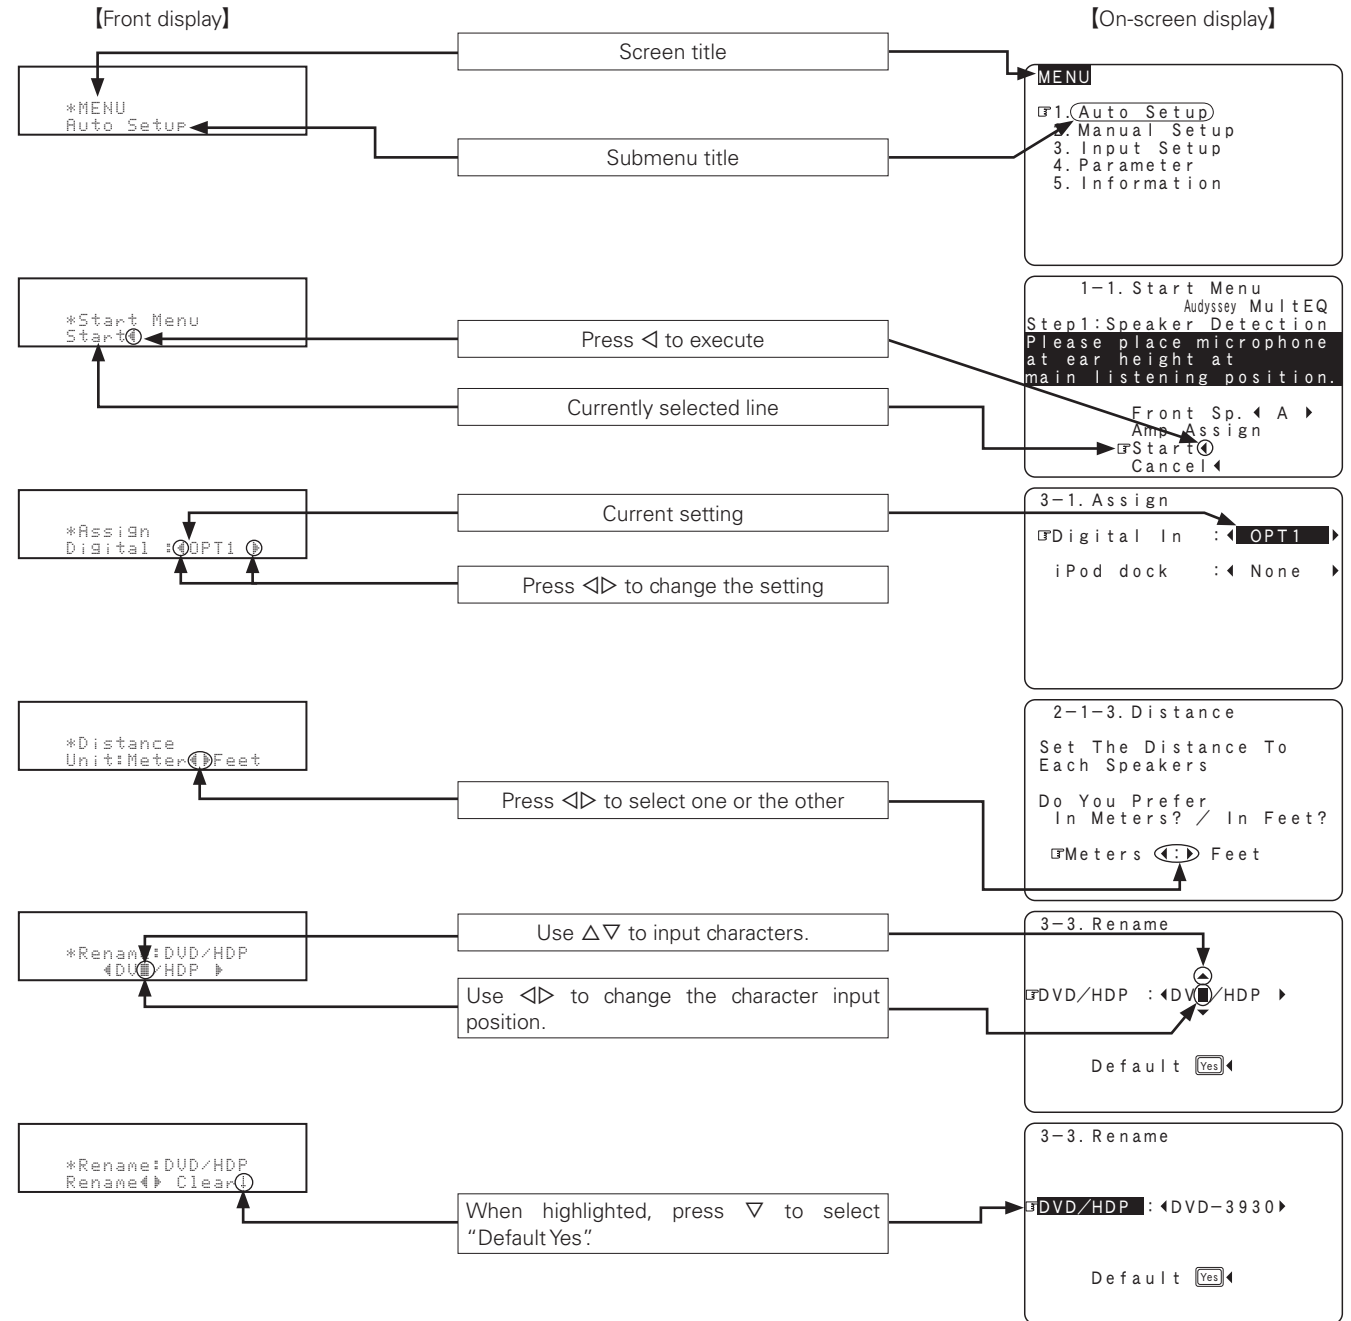 【Front display】
【On-screen display】
Screen title
*MENU
Auto Setup
Submenu title
MENU
☞1. Auto Setup
2. Manual Setup
3. Input Setup
4. Parameter
5. Information
*Start Menu
Start◀
Press ◁ to execute
Currently selected line
1-1. Start Menu
Audyssey MultEQ
Step1:Speaker Detection
Please place microphone
at ear height at
main listening position.
Front Sp. ◀ A ▶
Amp Assign
☞Start◀
Cancel◀
*Assign
Digital :◀OPT1 ▶
Current setting
Press ◁▷ to change the setting
3-1. Assign
☞Digital In :◀ OPT1 ▶
iPod dock :◀ None ▶
*Distance
Unit:Meter◀▶Feet
Press ◁▷ to select one or the other
2-1-3. Distance
Set The Distance To
Each Speakers
Do You Prefer
In Meters? / In Feet?
☞Meters ◀:▶ Feet
*Rename:DVD/HDP
◀DV■/HDP ▶
Use △▽ to input characters.
Use ◁▷ to change the character input
position.
3-3. Rename
☞DVD/HDP :◀DV■/HDP ▶
Default Yes◀
*Rename:DVD/HDP
Rename◀▶ Clear↓
When highlighted, press ▽ to select
“Default Yes”.
3-3. Rename
☞DVD/HDP :◀DVD-3930▶
Default Yes◀